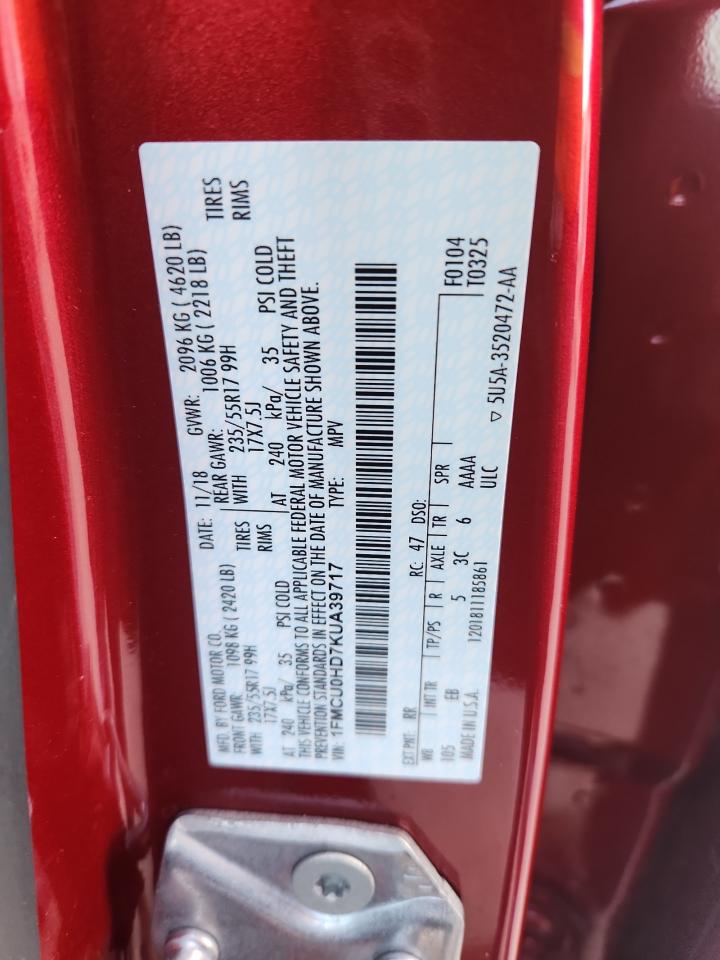 MFD. BY FORD MOTOR CO. DATE: 11/18 GVWR: 2096 KG ( 4620 LB)
FRONT GAWR: 1098 KG (2420 LB) REAR GAWR: 1006 KG ( 2218 LB)
WITH 235/55R17 99H TIRES WITH 235/55R17 99H TIRES
17X7.5J RIMS 17X7.5J RIMS
AT 240 kPa/ 35 PSI COLD AT 240 kPa/ 35 PSI COLD
THIS VEHICLE CONFORMS TO ALL APPLICABLE FEDERAL MOTOR VEHICLE SAFETY AND THEFT
PREVENTION STANDARDS IN EFFECT ON THE DATE OF MANUFACTURE SHOWN ABOVE.
VIN: 1FMCU0HD7KUA39717 TYPE: MPV
EXT PNT: RR RC: 47 DSO: F0104
WB INT TR TP/PS R AXLE TR SPR T0325
105 EB 5 3C 6 AAAA
MADE IN U.S.A. 1201811185861 ULC ▽ 5U5A-3520472-AA